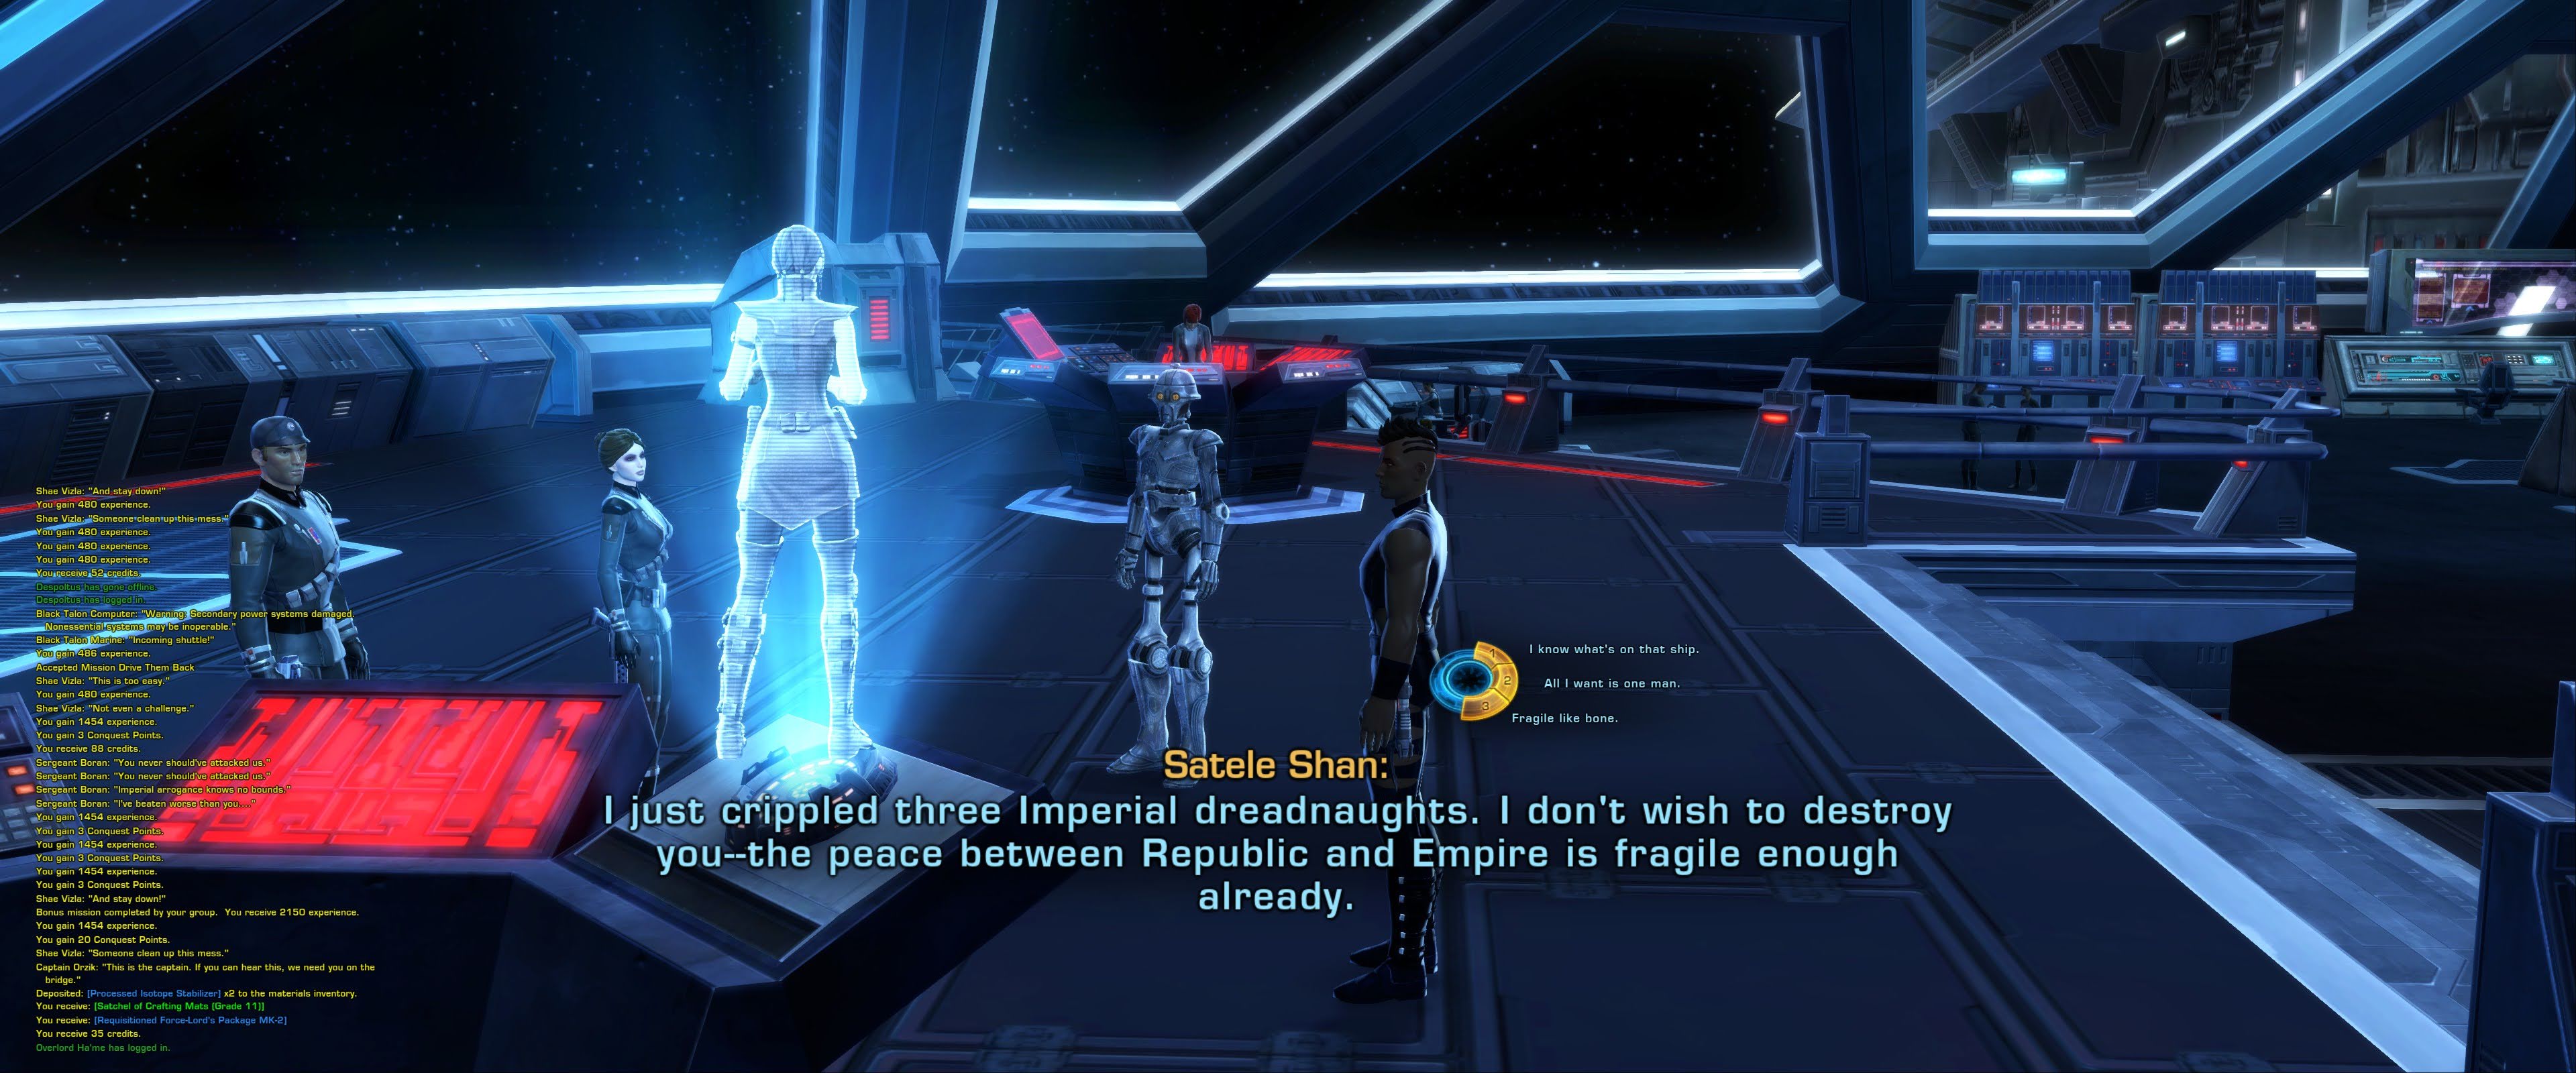 Shae Vizla: "And stay down!"
You gain 480 experience.
Shae Vizla: "Someone clean up this mess."
You gain 480 experience.
You gain 480 experience.
You gain 480 experience.
You receive 52 credits.
Despoitus has gone offline.
Despoitus has logged in.
Black Talon Computer: "Warning. Secondary power systems damaged.
Nonessential systems may be inoperable."
Black Talon Marine: "Incoming shuttle!"
You gain 486 experience.
Accepted Mission Drive Them Back
Shae Vizla: "This is too easy."
You gain 480 experience.
Shae Vizla: "Not even a challenge."
You gain 1454 experience.
You gain 3 Conquest Points.
You receive 88 credits.
Sergeant Boran: "You never should've attacked us."
Sergeant Boran: "You never should've attacked us."
Sergeant Boran: "Imperial arrogance knows no bounds."
Sergeant Boran: "I've beaten worse than you...."
You gain 1454 experience.
You gain 3 Conquest Points.
You gain 1454 experience.
You gain 3 Conquest Points.
You gain 1454 experience.
You gain 3 Conquest Points.
Shae Vizla: "And stay down!"
Bonus mission completed by your group. You receive 2150 experience.
You gain 1454 experience.
You gain 20 Conquest Points.
Shae Vizla: "Someone clean up this mess."
Captain Orzik: "This is the captain. If you can hear this, we need you on the
bridge."
Deposited: [Processed Isotope Stabilizer] x2 to the materials inventory.
You receive: [Satchel of Crafting Mats (Grade 11)]
You receive: [Requisitioned Force-Lord's Package MK-2]
You receive 35 credits.
Overlord Ha'me has logged in.
1 I know what's on that ship.
2 All I want is one man.
3 Fragile like bone.
Satele Shan:
I just crippled three Imperial dreadnaughts. I don't wish to destroy
you--the peace between Republic and Empire is fragile enough
already.